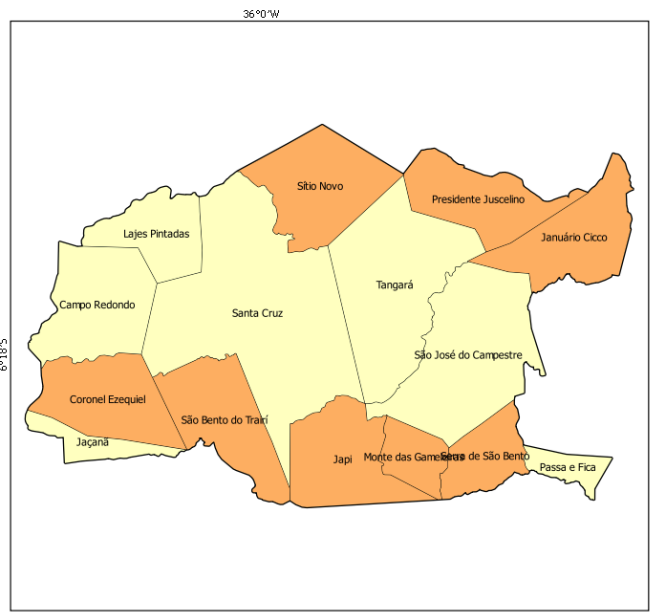 36°0'W
Sítio Novo
Presidente Juscelino
Lajes Pintadas
Januário Cicco
Tangará
Campo Redondo
Santa Cruz
6°18'S
São José do Campestre
Coronel Ezequiel
São Bento do Trairí
Jaçanã
Japi
Monte das Gameleiras
Serra de São Bento
Passa e Fica